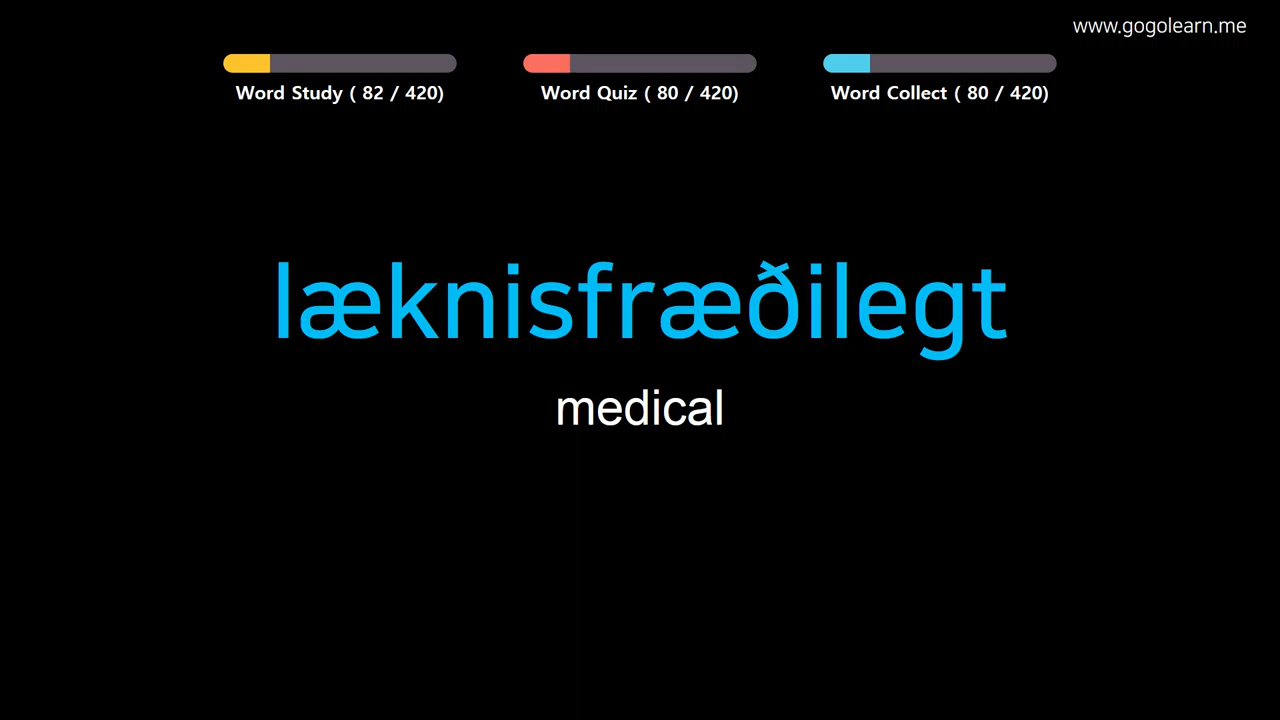 www.gogolearn.me
Word Study ( 82 / 420)
Word Quiz ( 80 / 420)
Word Collect ( 80 / 420)
læknisfræðilegt
medical